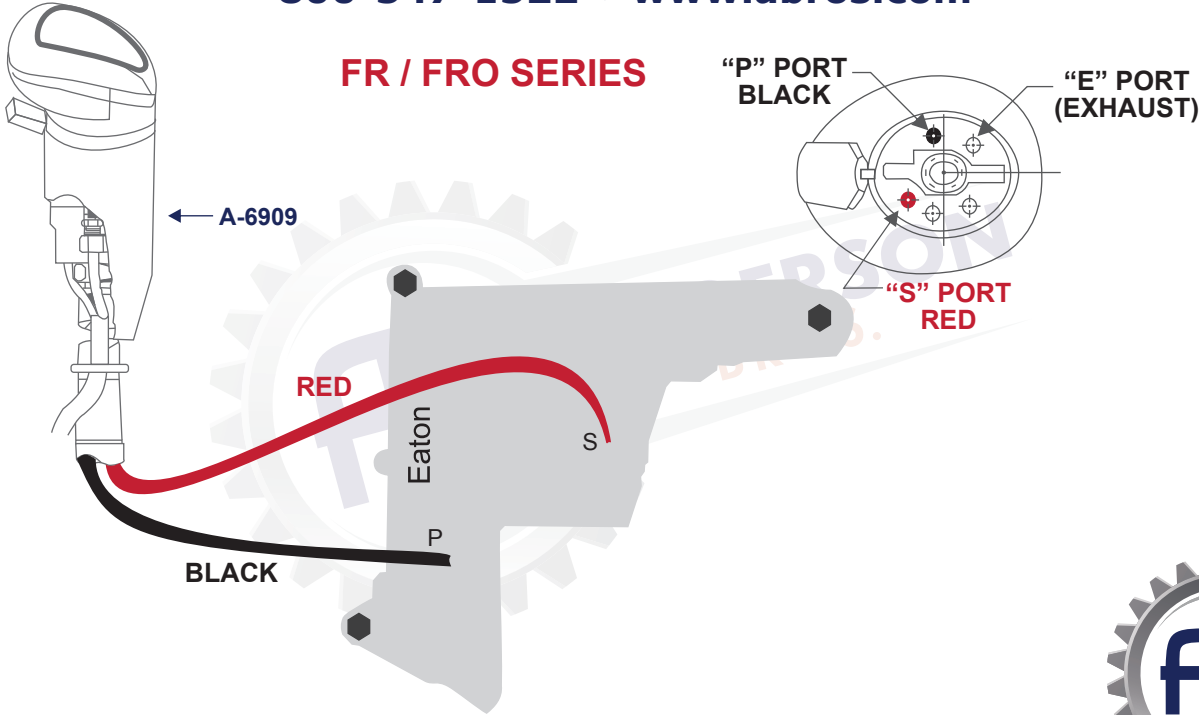 FR / FRO SERIES
“P” PORT
BLACK
“E” PORT
(EXHAUST)
A-6909
“S” PORT
RED
RED
Eaton
S
P
BLACK